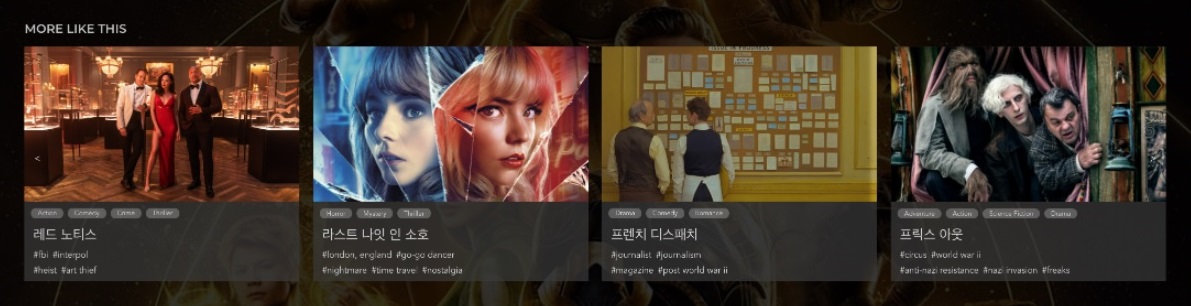 MORE LIKE THIS
<
Action Comedy Crime Thriller
레드 노티스
#fbi #interpol
#heist #art thief
Horror Mystery Thriller
라스트 나잇 인 소호
#london, england #go-go dancer
#nightmare #time travel #nostalgia
Drama Comedy Romance
프렌치 디스패치
#journalist #journalism
#magazine #post world war ii
Adventure Action Science Fiction Drama
프릭스 아웃
#circus #world war ii
#anti-nazi resistance #nazi invasion #freaks